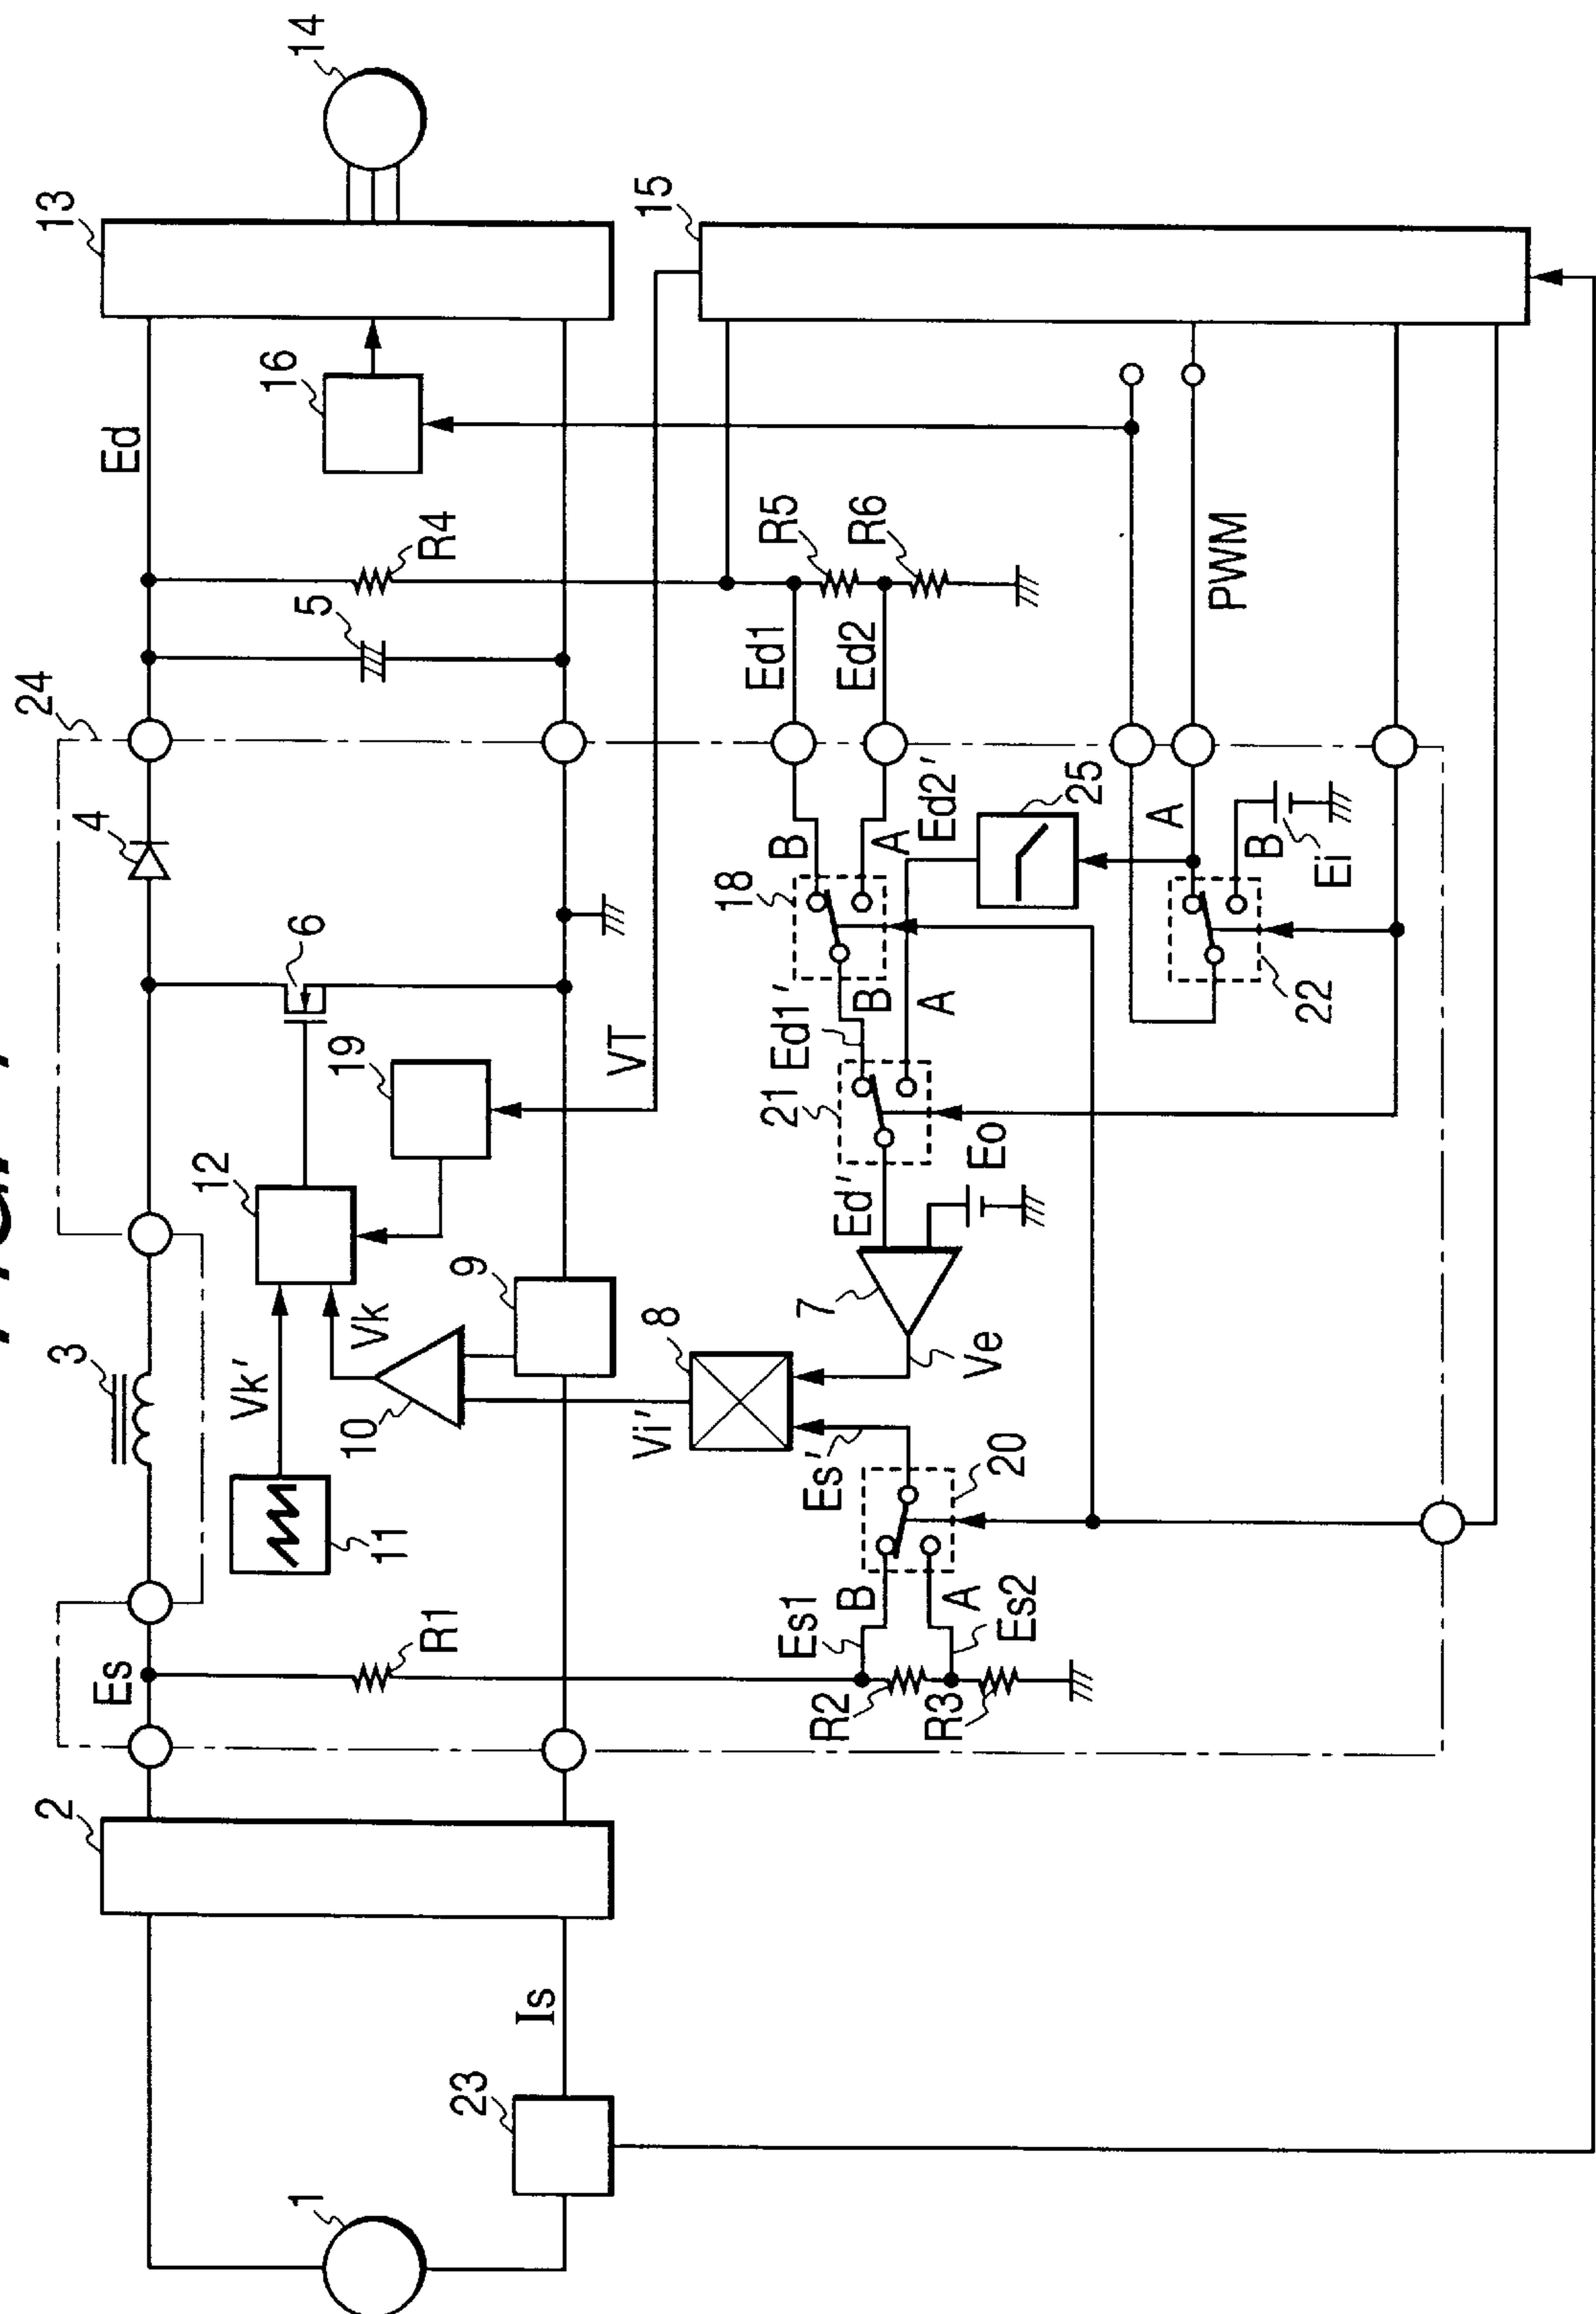 14
13
15
16
Ed
R4
5
R5
R6
PWM
Ed1
Ed2
24
4
25
Ed2'
B
A
18
A
B
Ei
22
6
19
VT
Ed1'
B
A
21
12
Eo
Ed'
9
7
3
Vk'
Vk
10
8
Vi'
Ve
11
Es'
20
Es
R1
Es1
B
A
Es2
R2
R3
2
Is
23
1